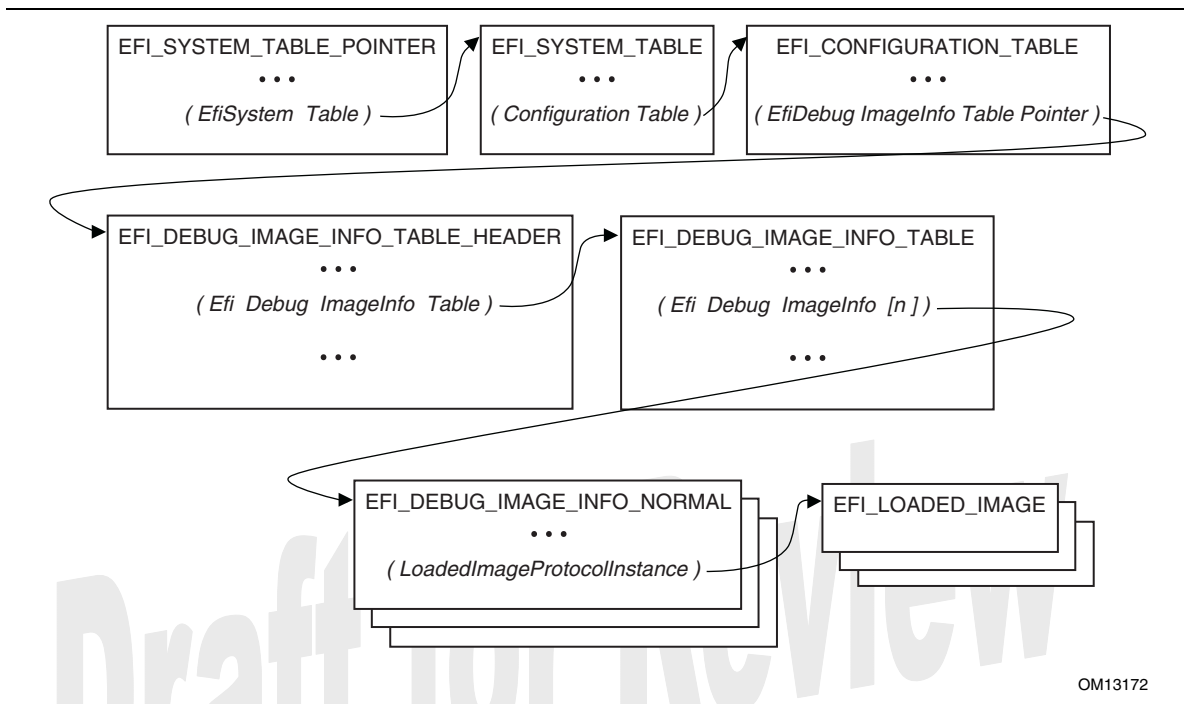 EFI_SYSTEM_TABLE_POINTER
• • •
( EfiSystem Table )
EFI_SYSTEM_TABLE
• • •
( Configuration Table )
EFI_CONFIGURATION_TABLE
• • •
( EfiDebug ImageInfo Table Pointer )
EFI_DEBUG_IMAGE_INFO_TABLE_HEADER
• • •
( Efi Debug ImageInfo Table )
• • •
EFI_DEBUG_IMAGE_INFO_TABLE
• • •
( Efi Debug ImageInfo [n ] )
• • •
EFI_DEBUG_IMAGE_INFO_NORMAL
• • •
( LoadedImageProtocolInstance )
EFI_LOADED_IMAGE
Draft for Review
OM13172